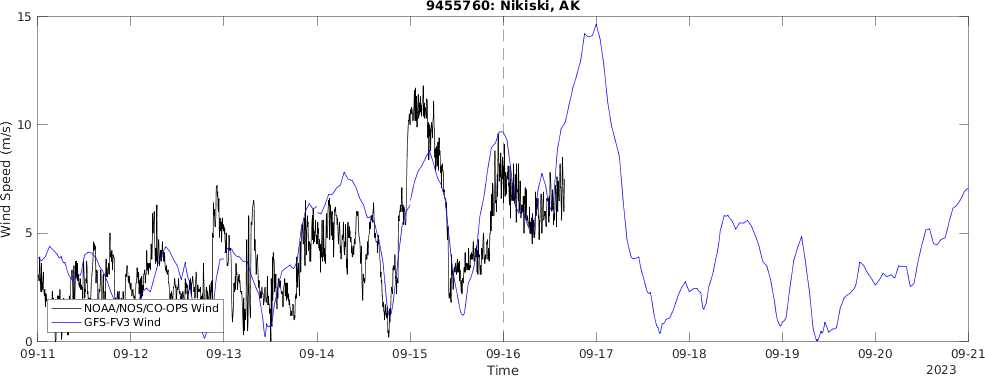 9455760: Nikiski, AK
15
10
5
0
Wind Speed (m/s)
NOAA/NOS/CO-OPS Wind
GFS-FV3 Wind
09-11 09-12 09-13 09-14 09-15 09-16 09-17 09-18 09-19 09-20 09-21
Time
2023